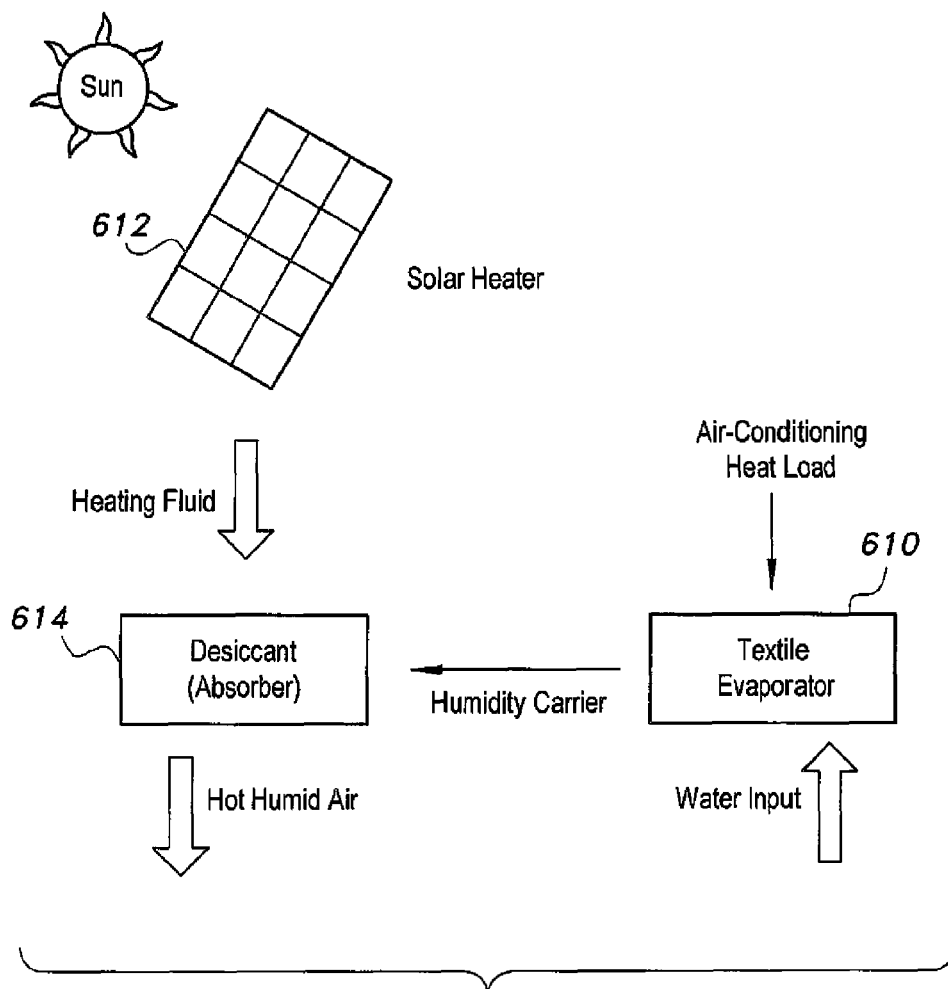 Sun
612
Solar Heater
Air-Conditioning
Heat Load
Heating Fluid
610
614
Desiccant
(Absorber)
Humidity Carrier
Textile
Evaporator
Hot Humid Air
Water Input